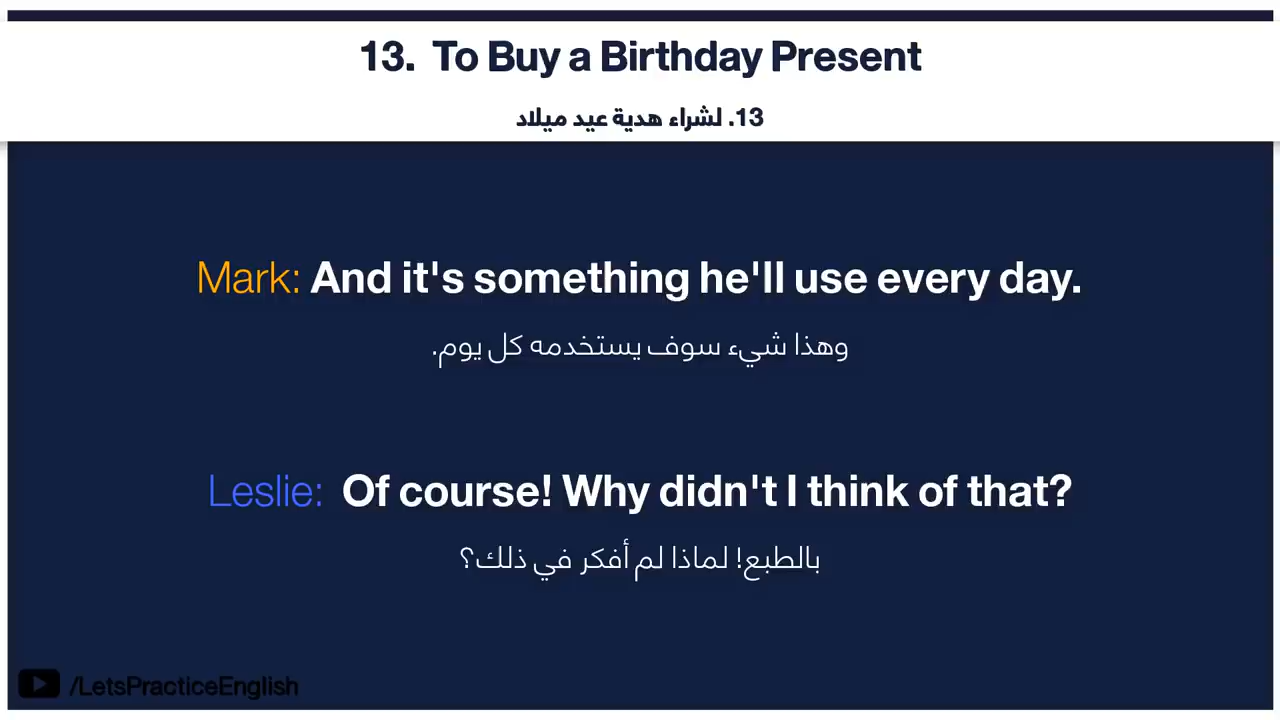 13. To Buy a Birthday Present
13. لشراء هدية عيد ميلاد
Mark: And it's something he'll use every day.
وهذا شيء سوف يستخدمه كل يوم.
Leslie: Of course! Why didn't I think of that?
بالطبع! لماذا لم أفكر في ذلك؟
/LetsPracticeEnglish